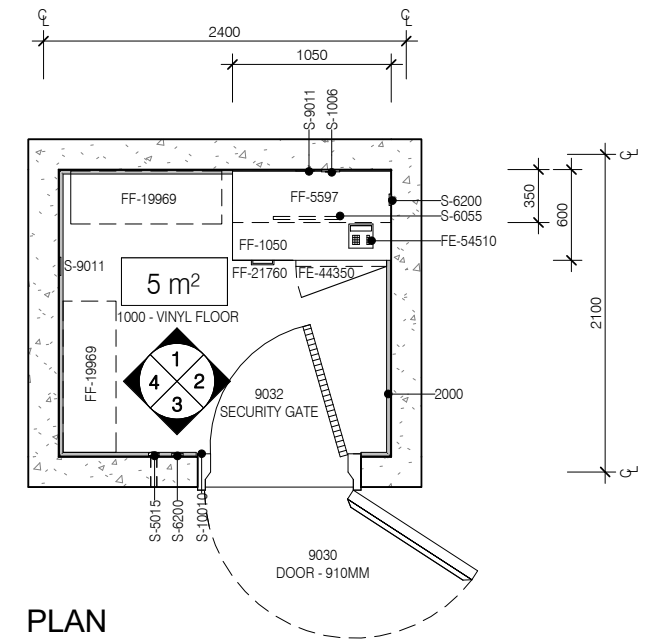 ℄
℄
2400
1050
S-9011
S-1006
℄
FF-19969
FF-5597
S-6200
S-6055
350
600
FF-1050
FE-54510
S-9011
FF-21760
FE-44350
5 m²
1000 - VINYL FLOOR
2100
1
4
2
3
FF-19969
9032
SECURITY GATE
2000
℄
S-5015
S-6200
S-10010
9030
DOOR - 910MM
PLAN